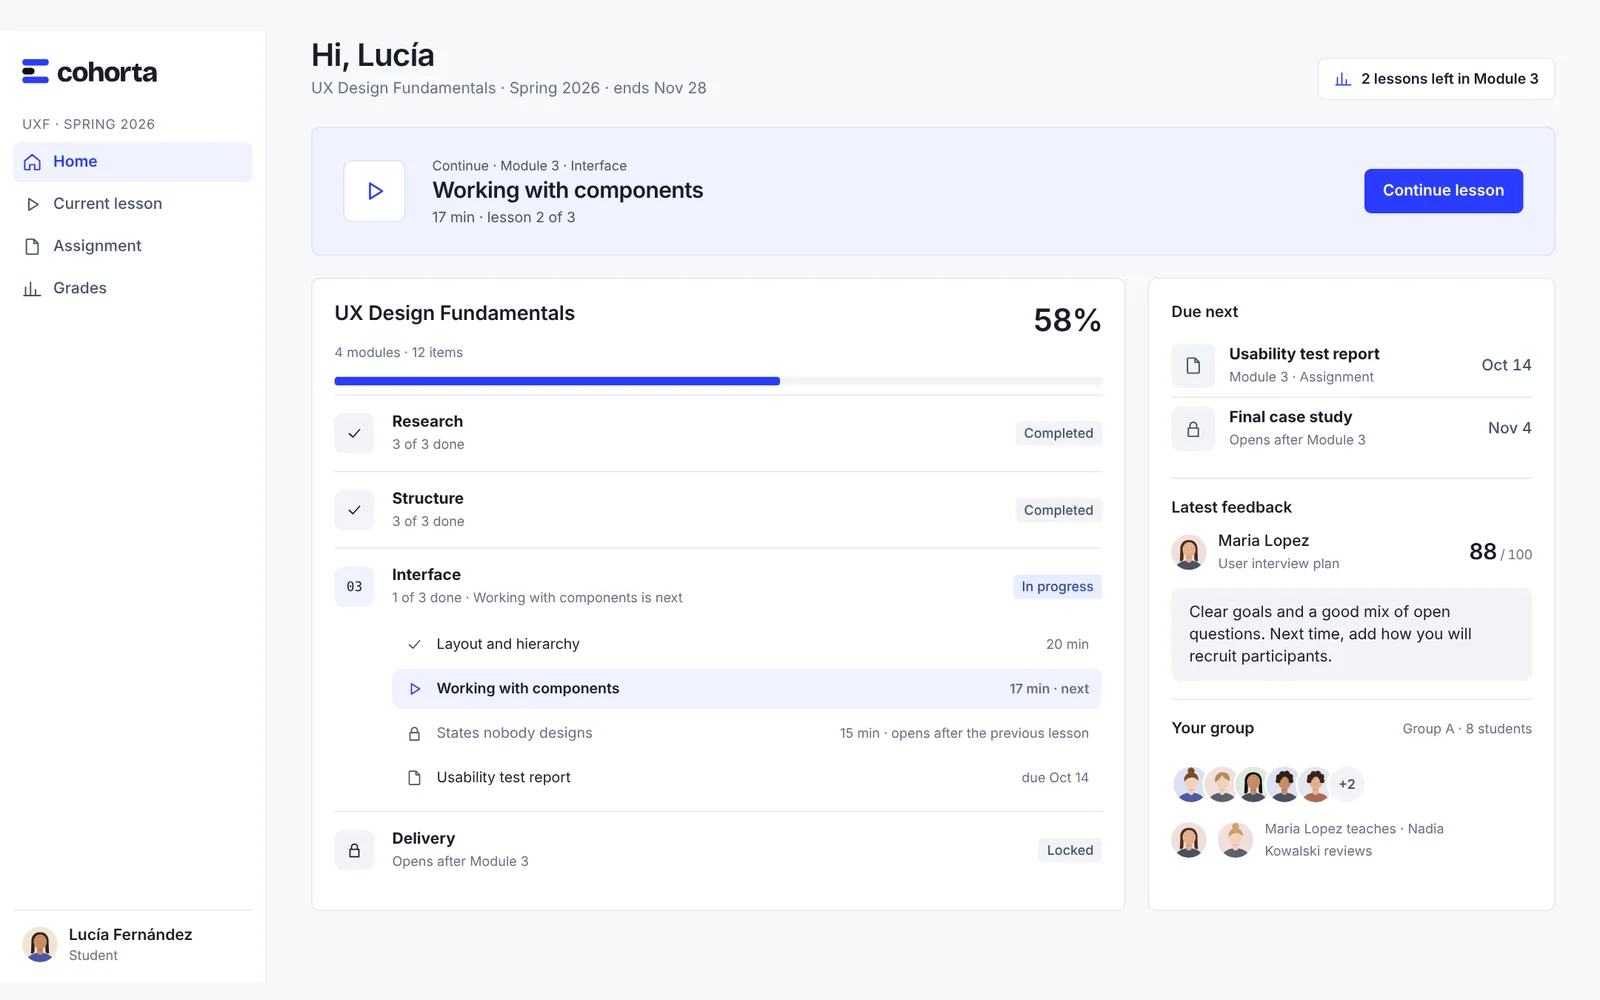 cohorta
UXF · SPRING 2026
Home
Current lesson
Assignment
Grades
Lucía Fernández
Student
Hi, Lucía
UX Design Fundamentals · Spring 2026 · ends Nov 28
2 lessons left in Module 3
Continue · Module 3 · Interface
Working with components
17 min · lesson 2 of 3
Continue lesson
UX Design Fundamentals
58%
4 modules · 12 items
Research
3 of 3 done
Completed
Structure
3 of 3 done
Completed
03
Interface
1 of 3 done · Working with components is next
In progress
Layout and hierarchy
20 min
Working with components
17 min · next
States nobody designs
15 min · opens after the previous lesson
Usability test report
due Oct 14
Delivery
Opens after Module 3
Locked
Due next
Usability test report
Module 3 · Assignment
Oct 14
Final case study
Opens after Module 3
Nov 4
Latest feedback
Maria Lopez
User interview plan
88 / 100
Clear goals and a good mix of open
questions. Next time, add how you will
recruit participants.
Your group
Group A · 8 students
+2
Maria Lopez teaches · Nadia
Kowalski reviews